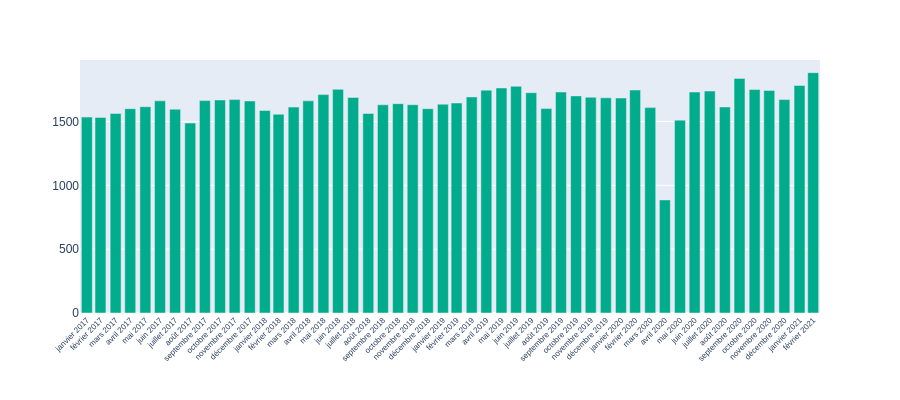 1500
1000
500
0
janvier 2017
février 2017
mars 2017
avril 2017
mai 2017
juin 2017
juillet 2017
août 2017
septembre 2017
octobre 2017
novembre 2017
décembre 2017
janvier 2018
février 2018
mars 2018
avril 2018
mai 2018
juin 2018
juillet 2018
août 2018
septembre 2018
octobre 2018
novembre 2018
décembre 2018
janvier 2019
février 2019
mars 2019
avril 2019
mai 2019
juin 2019
juillet 2019
août 2019
septembre 2019
octobre 2019
novembre 2019
décembre 2019
janvier 2020
février 2020
mars 2020
avril 2020
mai 2020
juin 2020
juillet 2020
août 2020
septembre 2020
octobre 2020
novembre 2020
décembre 2020
janvier 2021
février 2021